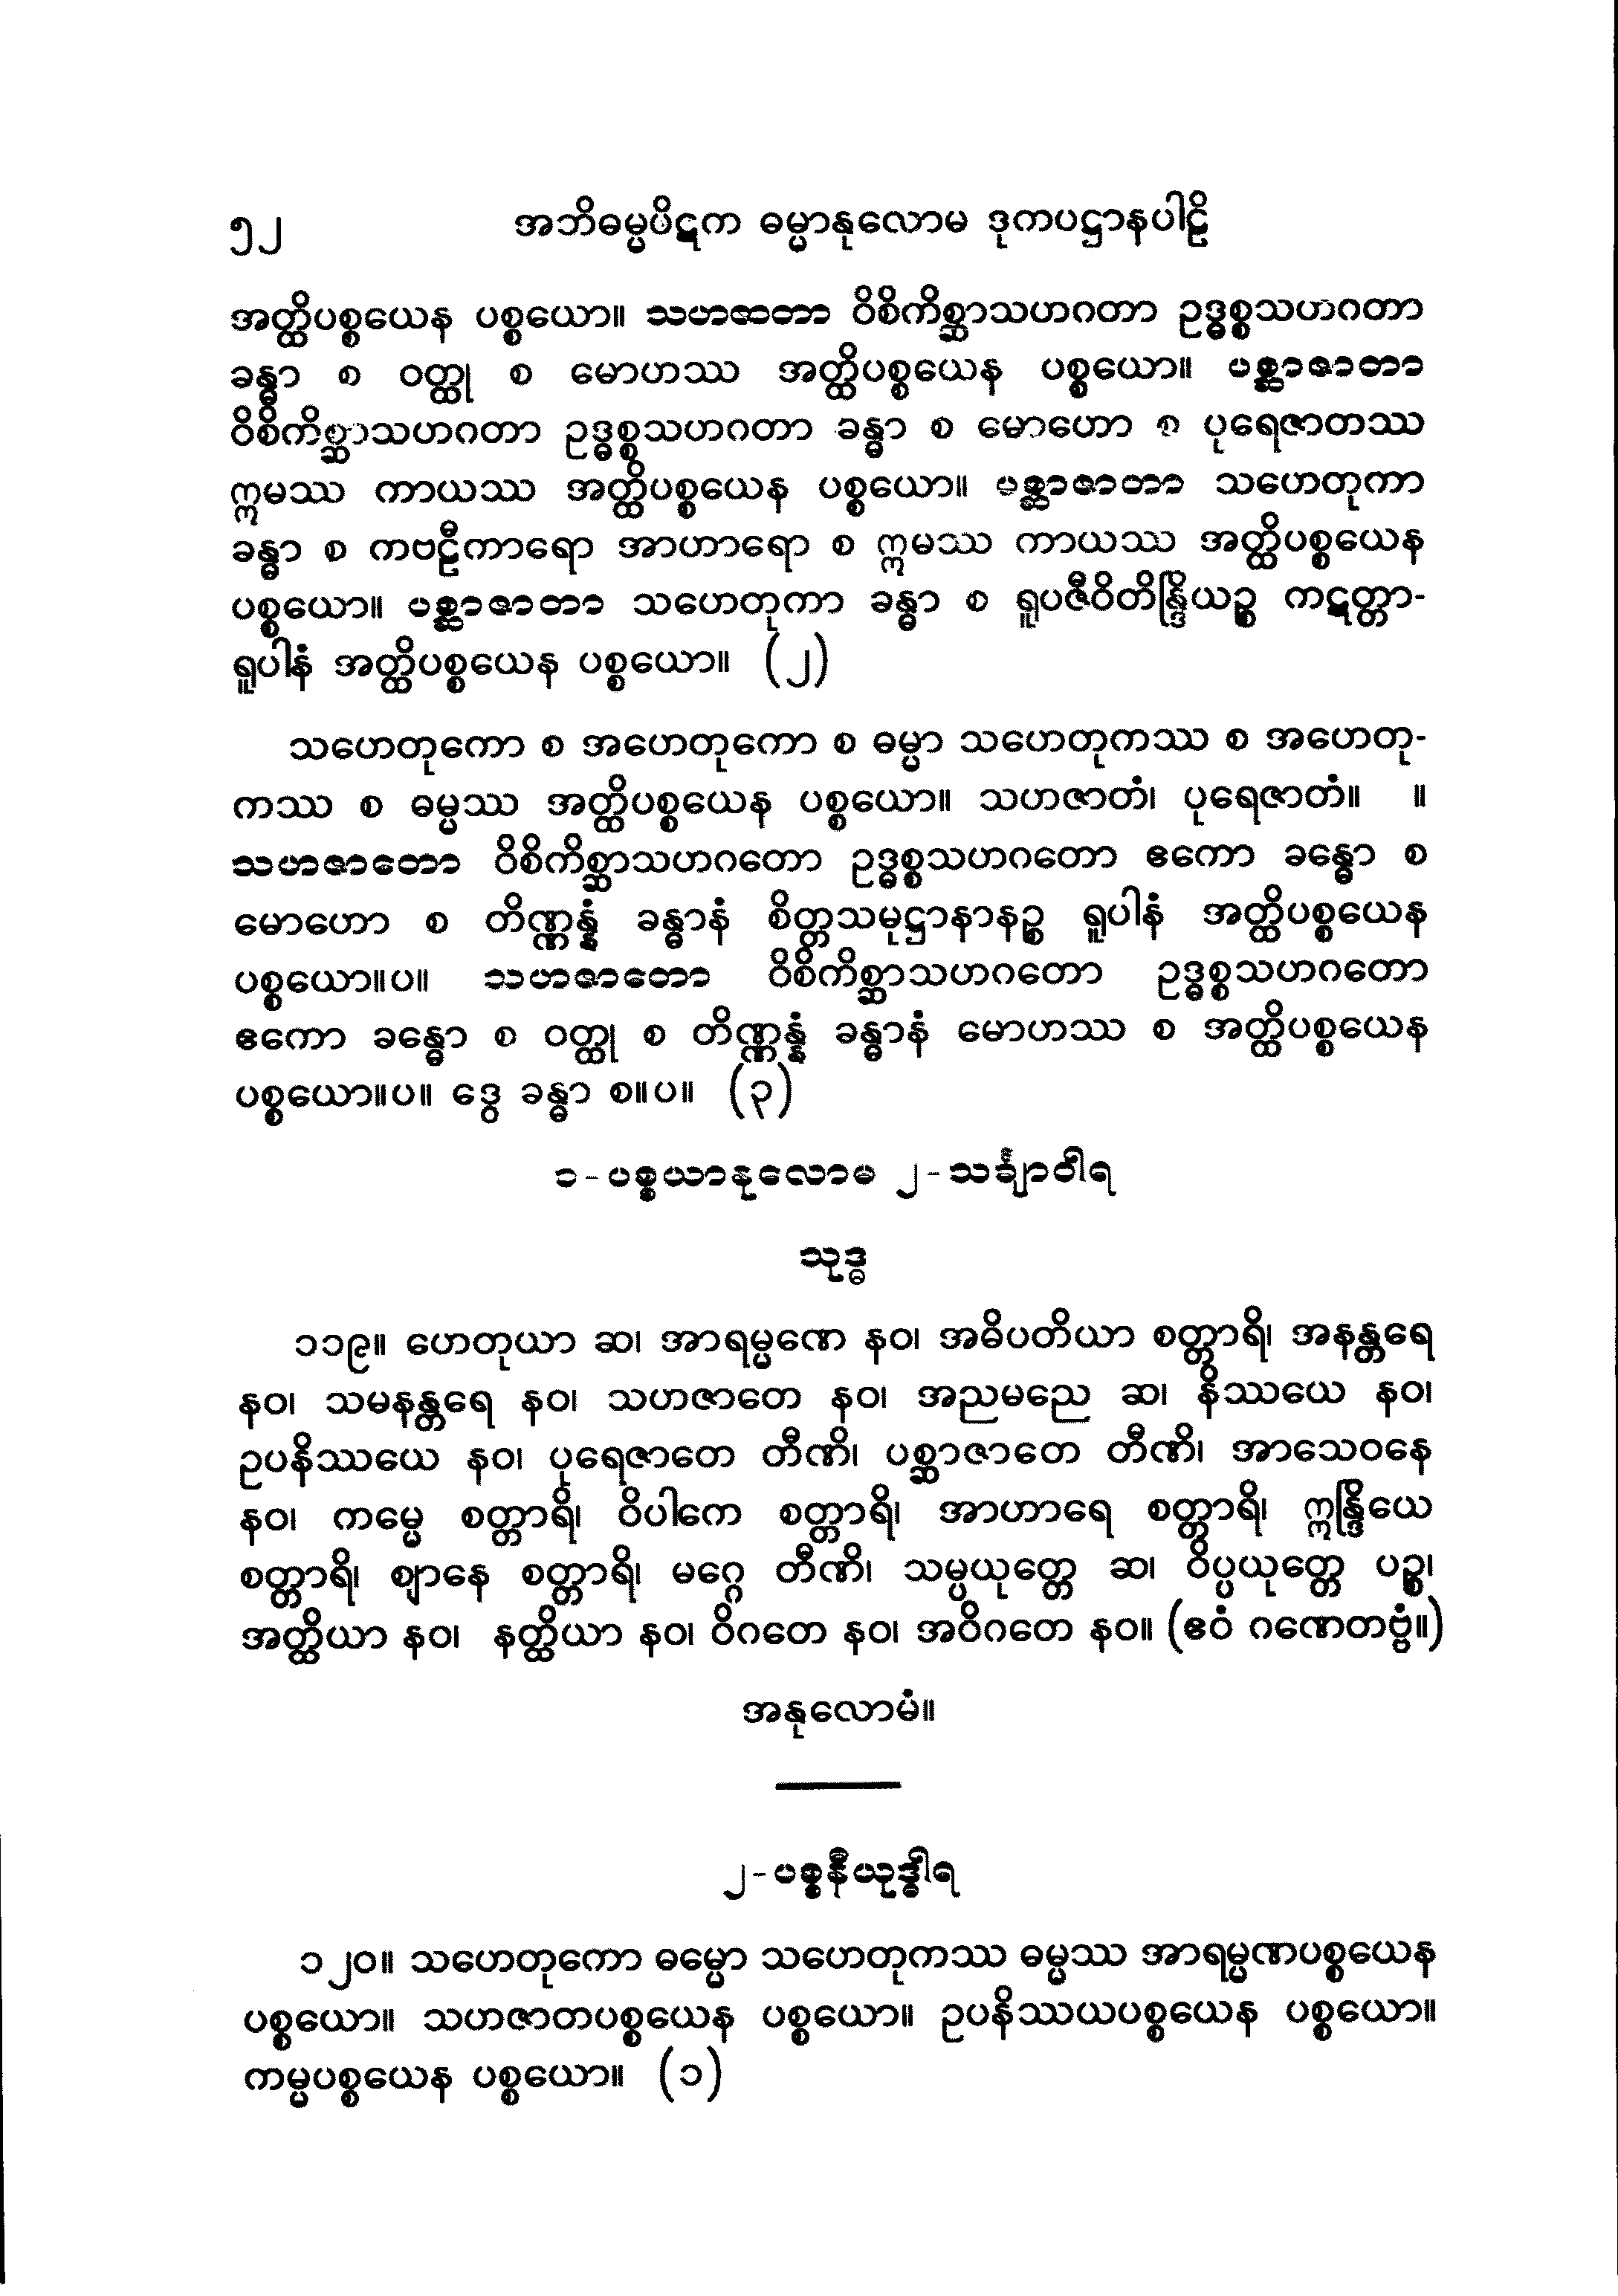 ၅၂ အဘိဓမ္မပိဋက ဓမ္မာနုလောမ ဒုကပဋ္ဌာနပါဠိ
အတ္ထိပစ္စယေန ပစ္စယော။ သဟဇာတာ ဝိစိကိစ္ဆာသဟဂတာ ဥဒ္ဓစ္စသဟဂတာ
ခန္ဓာ စ ဝတ္ထု စ မောဟဿ အတ္ထိပစ္စယေန ပစ္စယော။ ပစ္ဆာဇာတာ
ဝိစိကိစ္ဆာသဟဂတာ ဥဒ္ဓစ္စသဟဂတာ ခန္ဓာ စ မောဟော စ ပုရေဇာတဿ
ဣမဿ ကာယဿ အတ္ထိပစ္စယေန ပစ္စယော။ ပစ္ဆာဇာတာ သဟေတုကာ
ခန္ဓာ စ ကဗဠီကာရော အာဟာရော စ ဣမဿ ကာယဿ အတ္ထိပစ္စယေန
ပစ္စယော။ ပစ္ဆာဇာတာ သဟေတုကာ ခန္ဓာ စ ရူပဇီဝိတိန္ဒြိယဉ္စ ကဋတ္တာ-
ရူပါနံ အတ္ထိပစ္စယေန ပစ္စယော။ (၂)
သဟေတုကော စ အဟေတုကော စ ဓမ္မာ သဟေတုကဿ စ အဟေတု-
ကဿ စ ဓမ္မဿ အတ္ထိပစ္စယေန ပစ္စယော။ သဟဇာတံ၊ ပုရေဇာတံ။ ။
သဟဇာတော ဝိစိကိစ္ဆာသဟဂတော ဥဒ္ဓစ္စသဟဂတော ဧကော ခန္ဓော စ
မောဟော စ တိဏ္ဏန္နံ ခန္ဓာနံ စိတ္တသမုဋ္ဌာနာနဉ္စ ရူပါနံ အတ္ထိပစ္စယေန
ပစ္စယော။ပ။ သဟဇာတော ဝိစိကိစ္ဆာသဟဂတော ဥဒ္ဓစ္စသဟဂတော
ဧကော ခန္ဓော စ ဝတ္ထု စ တိဏ္ဏန္နံ ခန္ဓာနံ မောဟဿ စ အတ္ထိပစ္စယေန
ပစ္စယော။ပ။ ဒွေ ခန္ဓာ စ။ပ။ (၃)
၁-ပစ္စယာနုလောမ ၂-သင်္ချာဝါရ
သုဒ္ဓ
၁၁၉။ ဟေတုယာ ဆ၊ အာရမ္မဏေ နဝ၊ အဓိပတိယာ စတ္တာရိ၊ အနန္တရေ
နဝ၊ သမနန္တရေ နဝ၊ သဟဇာတေ နဝ၊ အညမညေ ဆ၊ နိဿယေ နဝ၊
ဥပနိဿယေ နဝ၊ ပုရေဇာတေ တီဏိ၊ ပစ္ဆာဇာတေ တီဏိ၊ အာသေဝနေ
နဝ၊ ကမ္မေ စတ္တာရိ၊ ဝိပါကေ စတ္တာရိ၊ အာဟာရေ စတ္တာရိ၊ ဣန္ဒြိယေ
စတ္တာရိ၊ ဈာနေ စတ္တာရိ၊ မဂ္ဂေ တီဏိ၊ သမ္ပယုတ္တေ ဆ၊ ဝိပ္ပယုတ္တေ ပဉ္စ၊
အတ္ထိယာ နဝ၊ နတ္ထိယာ နဝ၊ ဝိဂတေ နဝ၊ အဝိဂတေ နဝ။ (ဧဝံ ဂဏေတဗ္ဗံ။)
အနုလောမံ။
၂-ပစ္စနီယုဒ္ဓါရ
၁၂၀။ သဟေတုကော ဓမ္မော သဟေတုကဿ ဓမ္မဿ အာရမ္မဏပစ္စယေန
ပစ္စယော။ သဟဇာတပစ္စယေန ပစ္စယော။ ဥပနိဿယပစ္စယေန ပစ္စယော။
ကမ္မပစ္စယေန ပစ္စယော။ (၁)